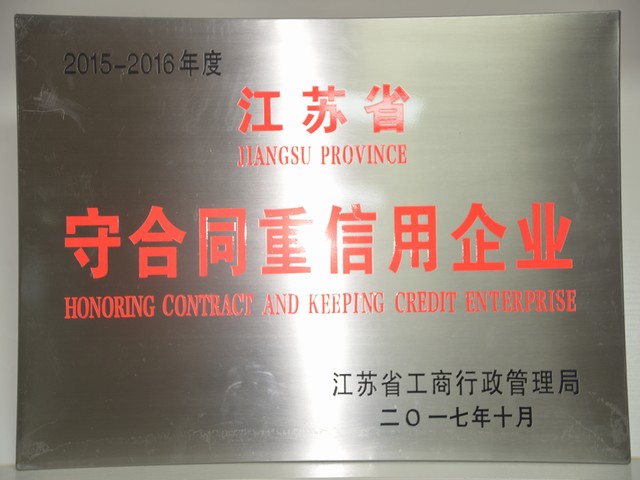 2015-2016年度
江苏省
JIANGSU PROVINCE
守合同重信用企业
HONORING CONTRACT AND KEEPING CREDIT ENTERPRISE
江苏省工商行政管理局
二〇一七年十月